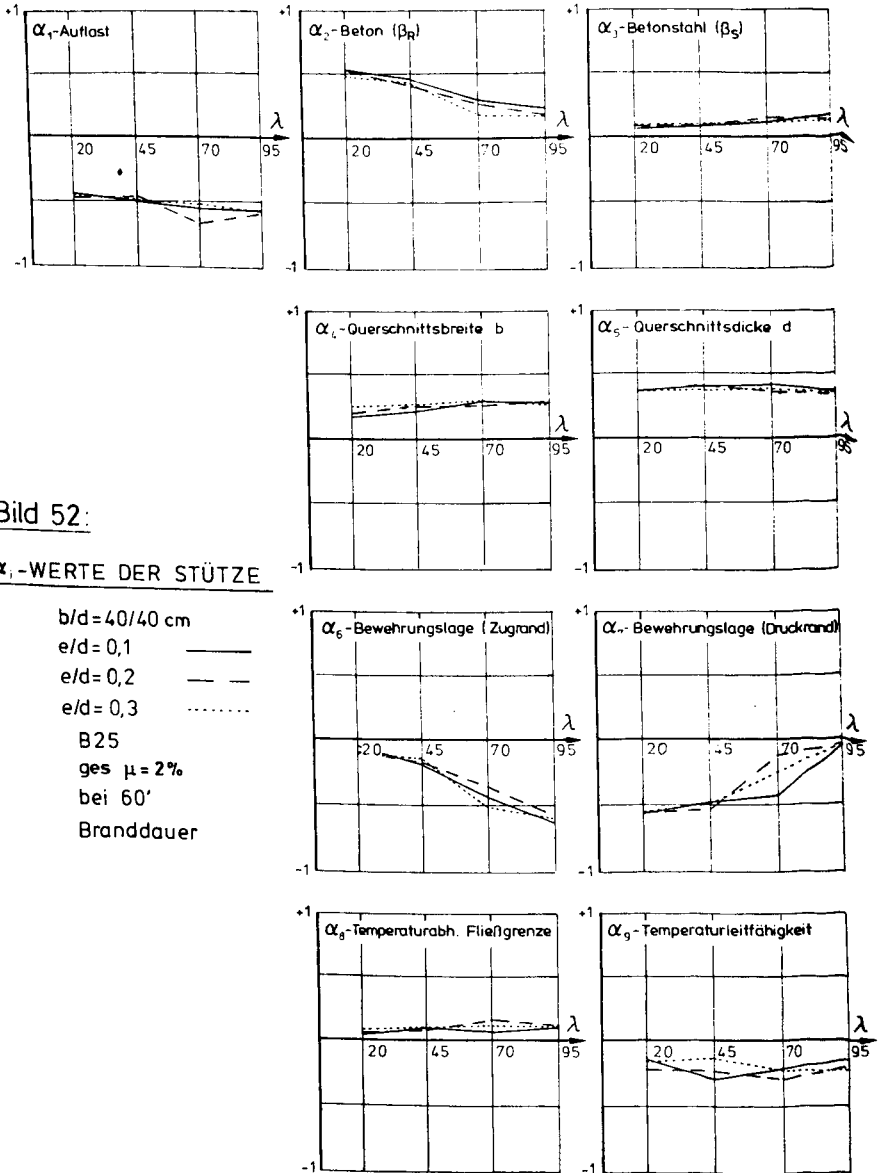 +1
α₁-Auflast
λ
20 45 70 95
-1
+1
α₂-Beton (βR)
λ
20 45 70 95
-1
+1
α₃-Betonstahl (βS)
λ
20 45 70 95
-1
+1
α₄-Querschnittsbreite b
λ
20 45 70 95
-1
+1
α₅-Querschnittsdicke d
λ
20 45 70 95
-1
Bild 52:
αᵢ-WERTE DER STÜTZE
b/d=40/40 cm
e/d=0,1
e/d=0,2
e/d=0,3
B25
ges μ=2%
bei 60'
Branddauer
+1
α₆-Bewehrungslage (Zugrand)
λ
20 45 70 95
-1
+1
α₇-Bewehrungslage (Druckrand)
λ
20 45 70 95
-1
+1
α₈-Temperaturabh. Fließgrenze
λ
20 45 70 95
-1
+1
α₉-Temperaturleitfähigkeit
λ
20 45 70 95
-1